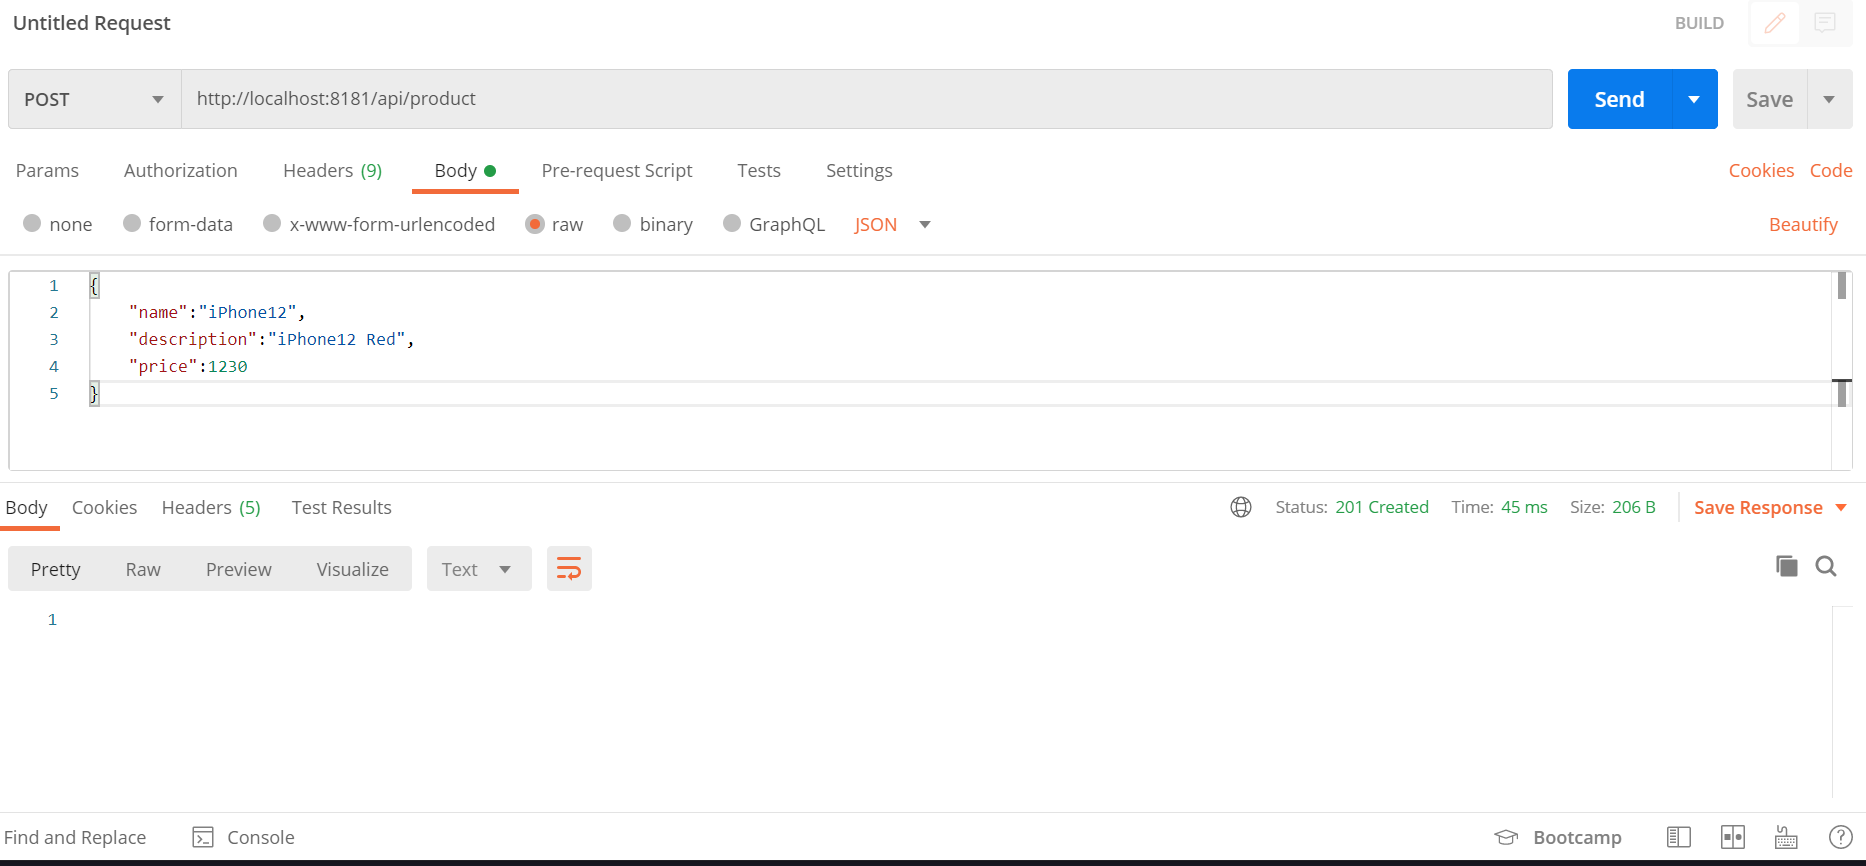 Untitled Request BUILD
POST http://localhost:8181/api/product Send Save
Params Authorization Headers (9) Body Pre-request Script Tests Settings Cookies Code
none form-data x-www-form-urlencoded raw binary GraphQL JSON Beautify
1 {
2 "name":"iPhone12",
3 "description":"iPhone12 Red",
4 "price":1230
5 }
Body Cookies Headers (5) Test Results Status: 201 Created Time: 45 ms Size: 206 B Save Response
Pretty Raw Preview Visualize Text
1
Find and Replace Console Bootcamp